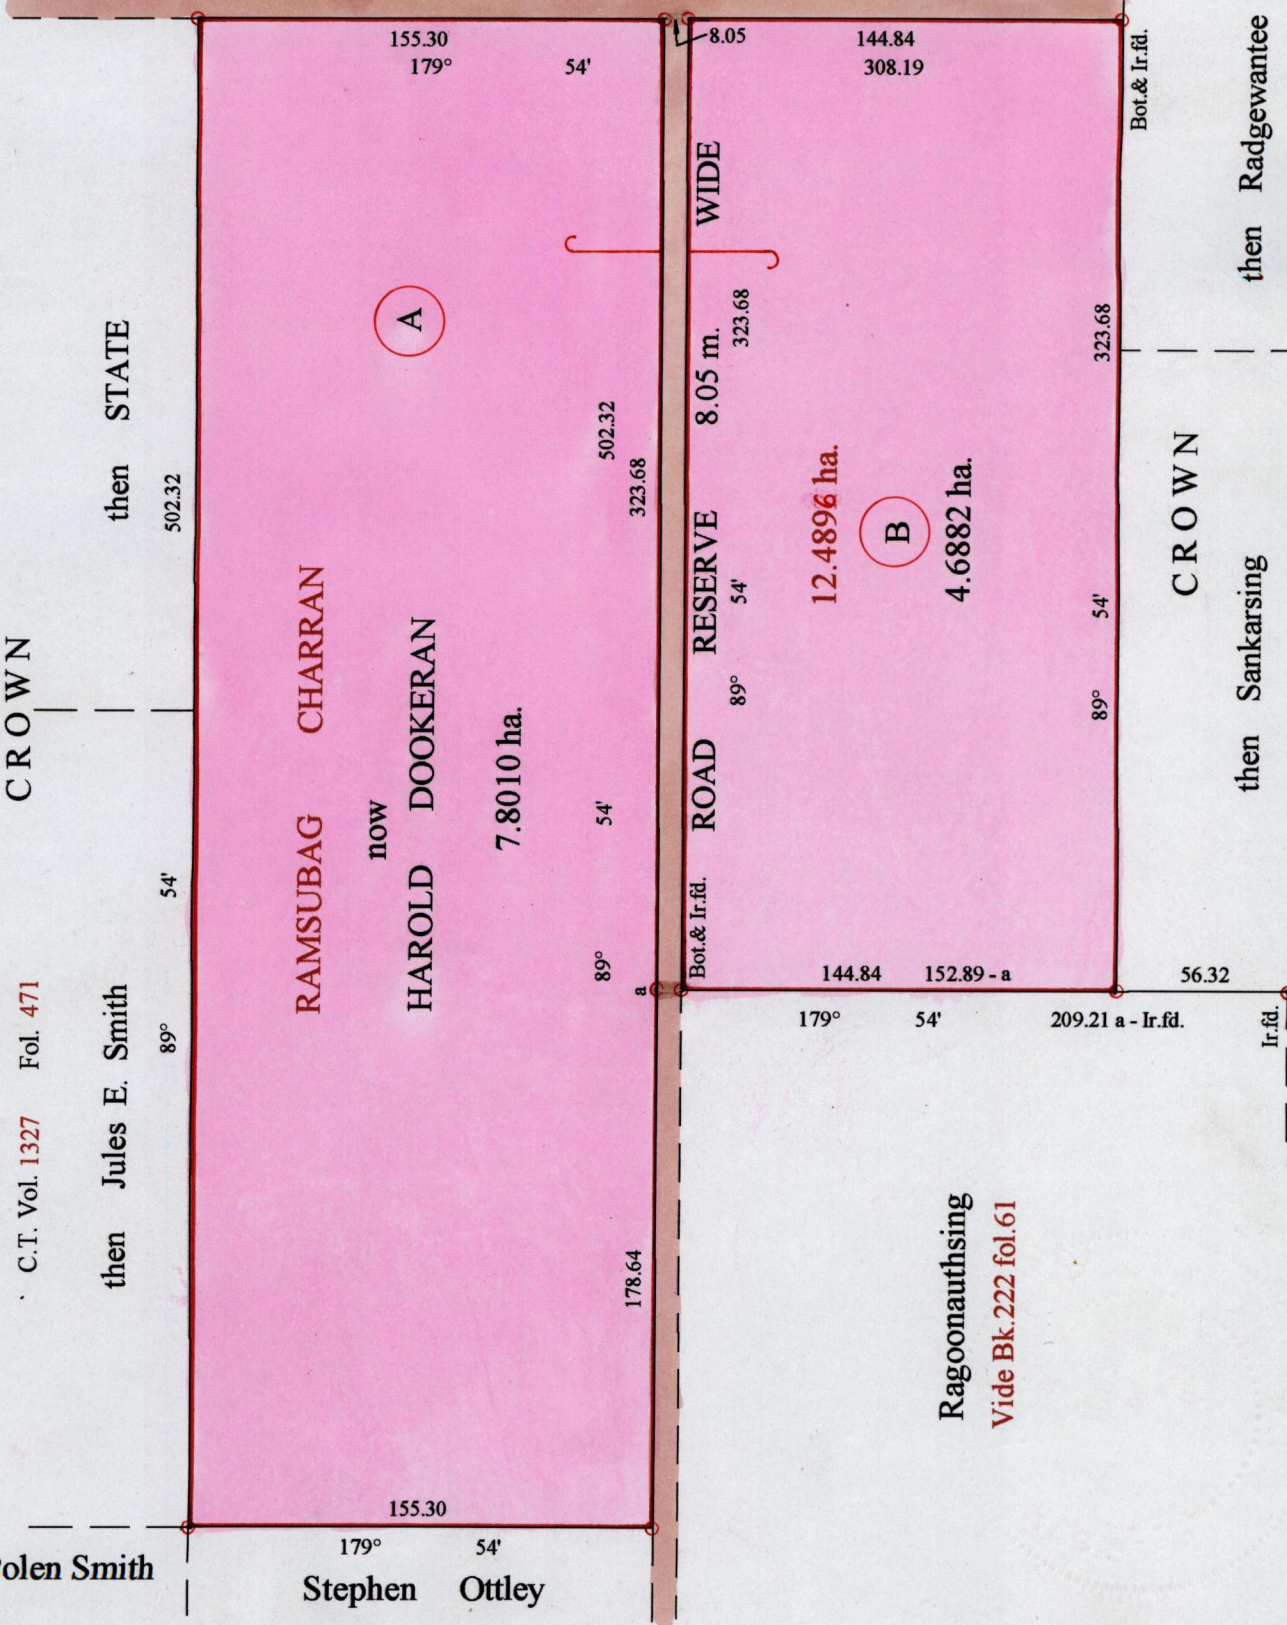 155.30
179° 54'
8.05
144.84
308.19
Bot.& Ir.fd.
then Radgewantee
CROWN
then STATE
502.32
54'
89°
C.T. Vol. 1327 Fol. 471
then Jules E. Smith
A
RAMSUBAG CHARRAN
now
HAROLD DOOKERAN
7.8010 ha.
502.32
54'
89°
323.68
a
178.64
ROAD RESERVE 8.05 m. WIDE
Bot.& Ir.fd.
89° 54' 323.68
12.4896 ha.
B
4.6882 ha.
89° 54' 323.68
CROWN
then Sankarsing
144.84 152.89 - a
56.32
179° 54' 209.21 a - Ir.fd.
Ir.fd.
Ragoonauthsing
Vide Bk.222 fol.61
155.30
179° 54'
olen Smith
Stephen Ottley